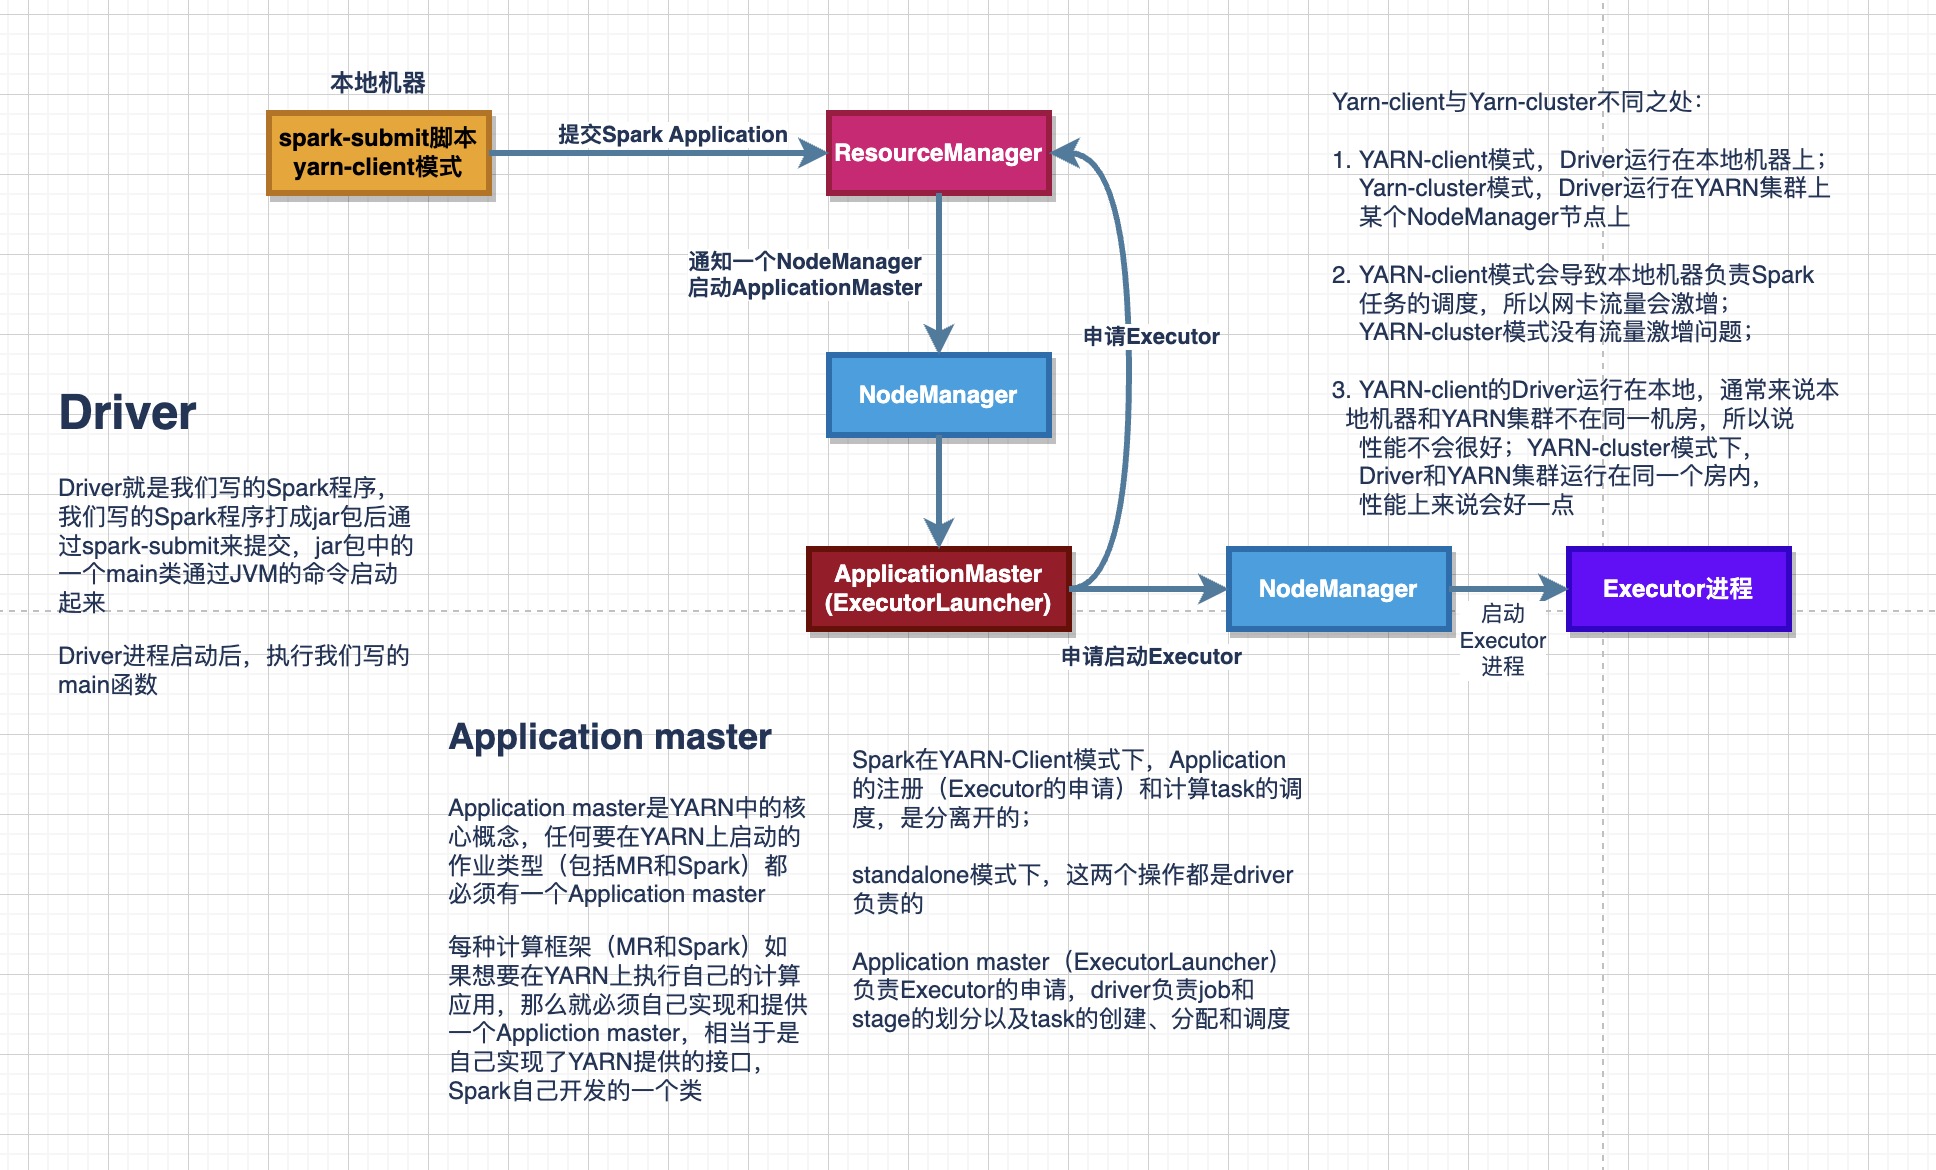 本地机器
spark-submit脚本
yarn-client模式
提交Spark Application
ResourceManager
通知一个NodeManager
启动ApplicationMaster
申请Executor
NodeManager
ApplicationMaster
(ExecutorLauncher)
申请启动Executor
NodeManager
启动
Executor
进程
Executor进程
Yarn-client与Yarn-cluster不同之处：
1. YARN-client模式，Driver运行在本地机器上；
Yarn-cluster模式，Driver运行在YARN集群上
某个NodeManager节点上
2. YARN-client模式会导致本地机器负责Spark
任务的调度，所以网卡流量会激增；
YARN-cluster模式没有流量激增问题；
3. YARN-client的Driver运行在本地，通常来说本
地机器和YARN集群不在同一机房，所以说
性能不会很好；YARN-cluster模式下，
Driver和YARN集群运行在同一个房内，
性能上来说会好一点
Driver
Driver就是我们写的Spark程序，
我们写的Spark程序打成jar包后通
过spark-submit来提交，jar包中的
一个main类通过JVM的命令启动
起来
Driver进程启动后，执行我们写的
main函数
Application master
Application master是YARN中的核
心概念，任何要在YARN上启动的
作业类型（包括MR和Spark）都
必须有一个Application master
每种计算框架（MR和Spark）如
果想要在YARN上执行自己的计算
应用，那么就必须自己实现和提供
一个Appliction master，相当于是
自己实现了YARN提供的接口，
Spark自己开发的一个类
Spark在YARN-Client模式下，Application
的注册（Executor的申请）和计算task的调
度，是分离开的；
standalone模式下，这两个操作都是driver
负责的
Application master（ExecutorLauncher）
负责Executor的申请，driver负责job和
stage的划分以及task的创建、分配和调度